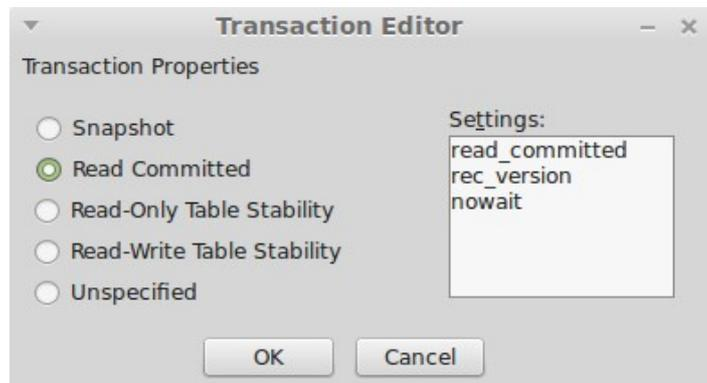 Transaction Editor
Transaction Properties
Snapshot
Read Committed
Read-Only Table Stability
Read-Write Table Stability
Unspecified
Settings:
read_committed
rec_version
nowait
OK
Cancel